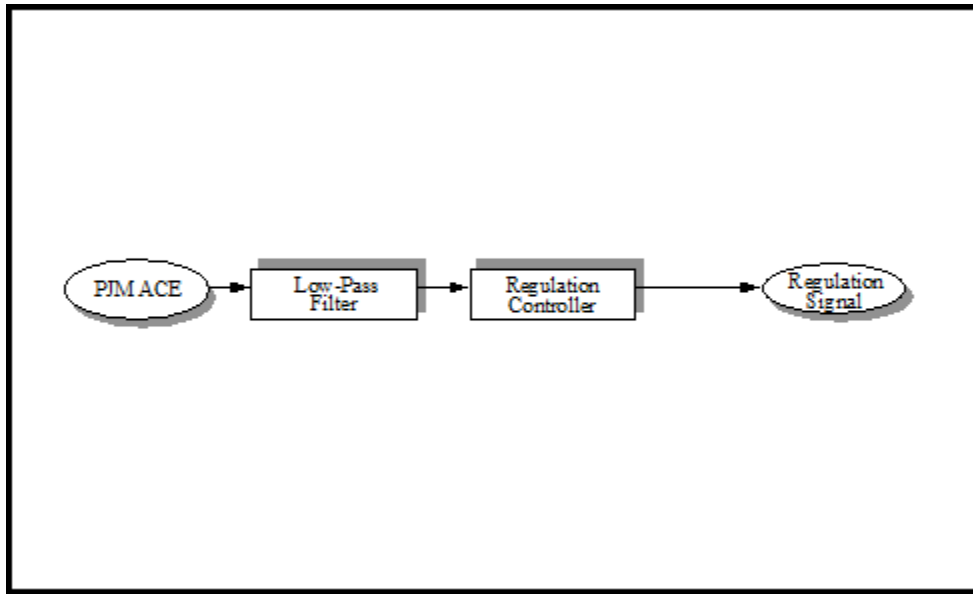 PJM ACE
Low-Pass
Filter
Regulation
Controller
Regulation
Signal